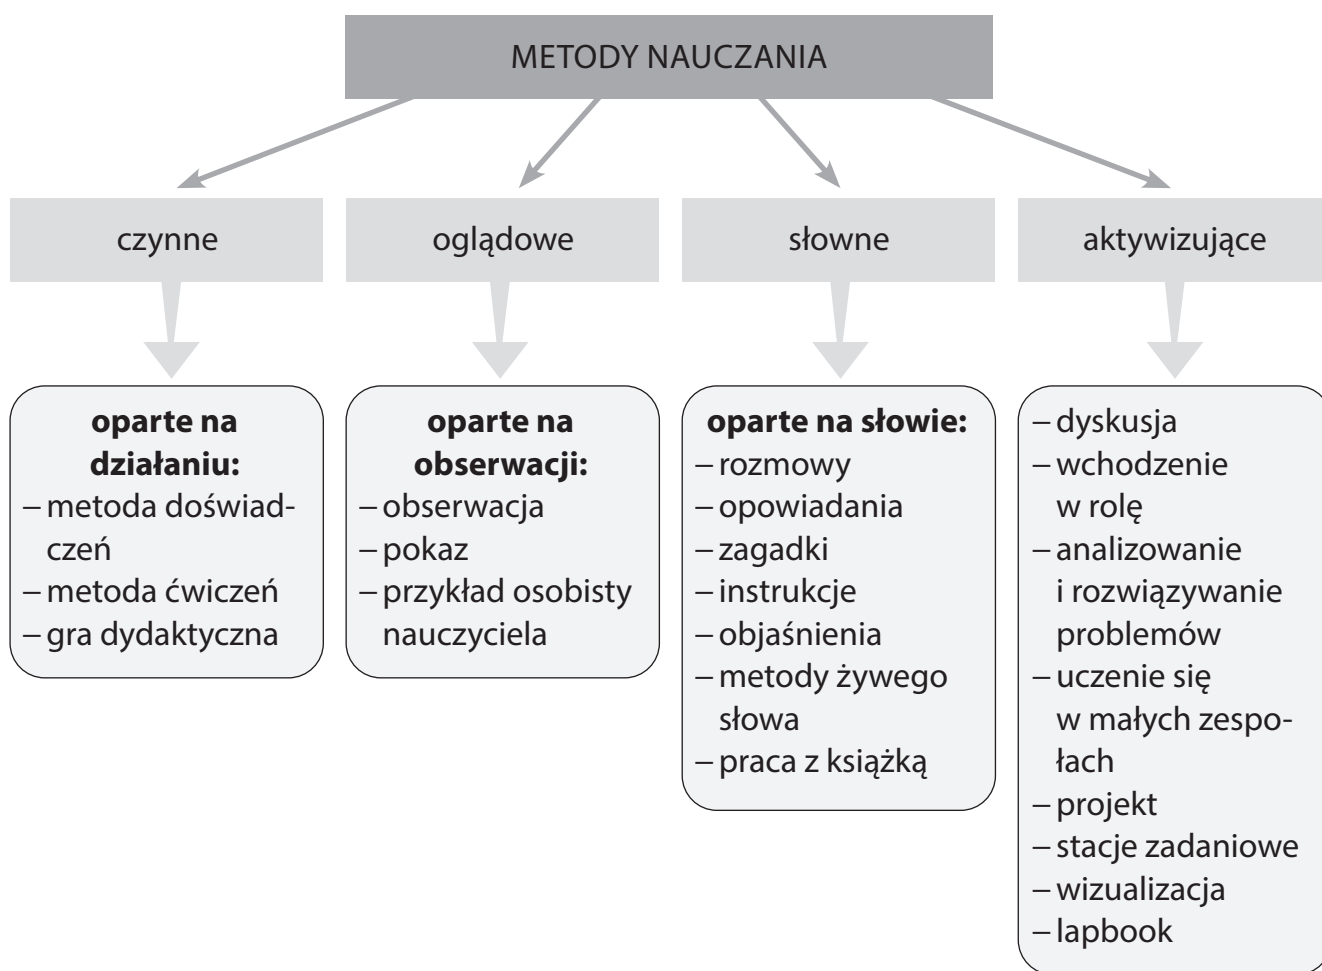 METODY NAUCZANIA
czynne
oglądowe
słowne
aktywizujące
oparte na
działaniu:
– metoda doświad-
czeń
– metoda ćwiczeń
– gra dydaktyczna
oparte na
obserwacji:
– obserwacja
– pokaz
– przykład osobisty
nauczyciela
oparte na słowie:
– rozmowy
– opowiadania
– zagadki
– instrukcje
– objaśnienia
– metody żywego
słowa
– praca z książką
– dyskusja
– wchodzenie
w rolę
– analizowanie
i rozwiązywanie
problemów
– uczenie się
w małych zespo-
łach
– projekt
– stacje zadaniowe
– wizualizacja
– lapbook